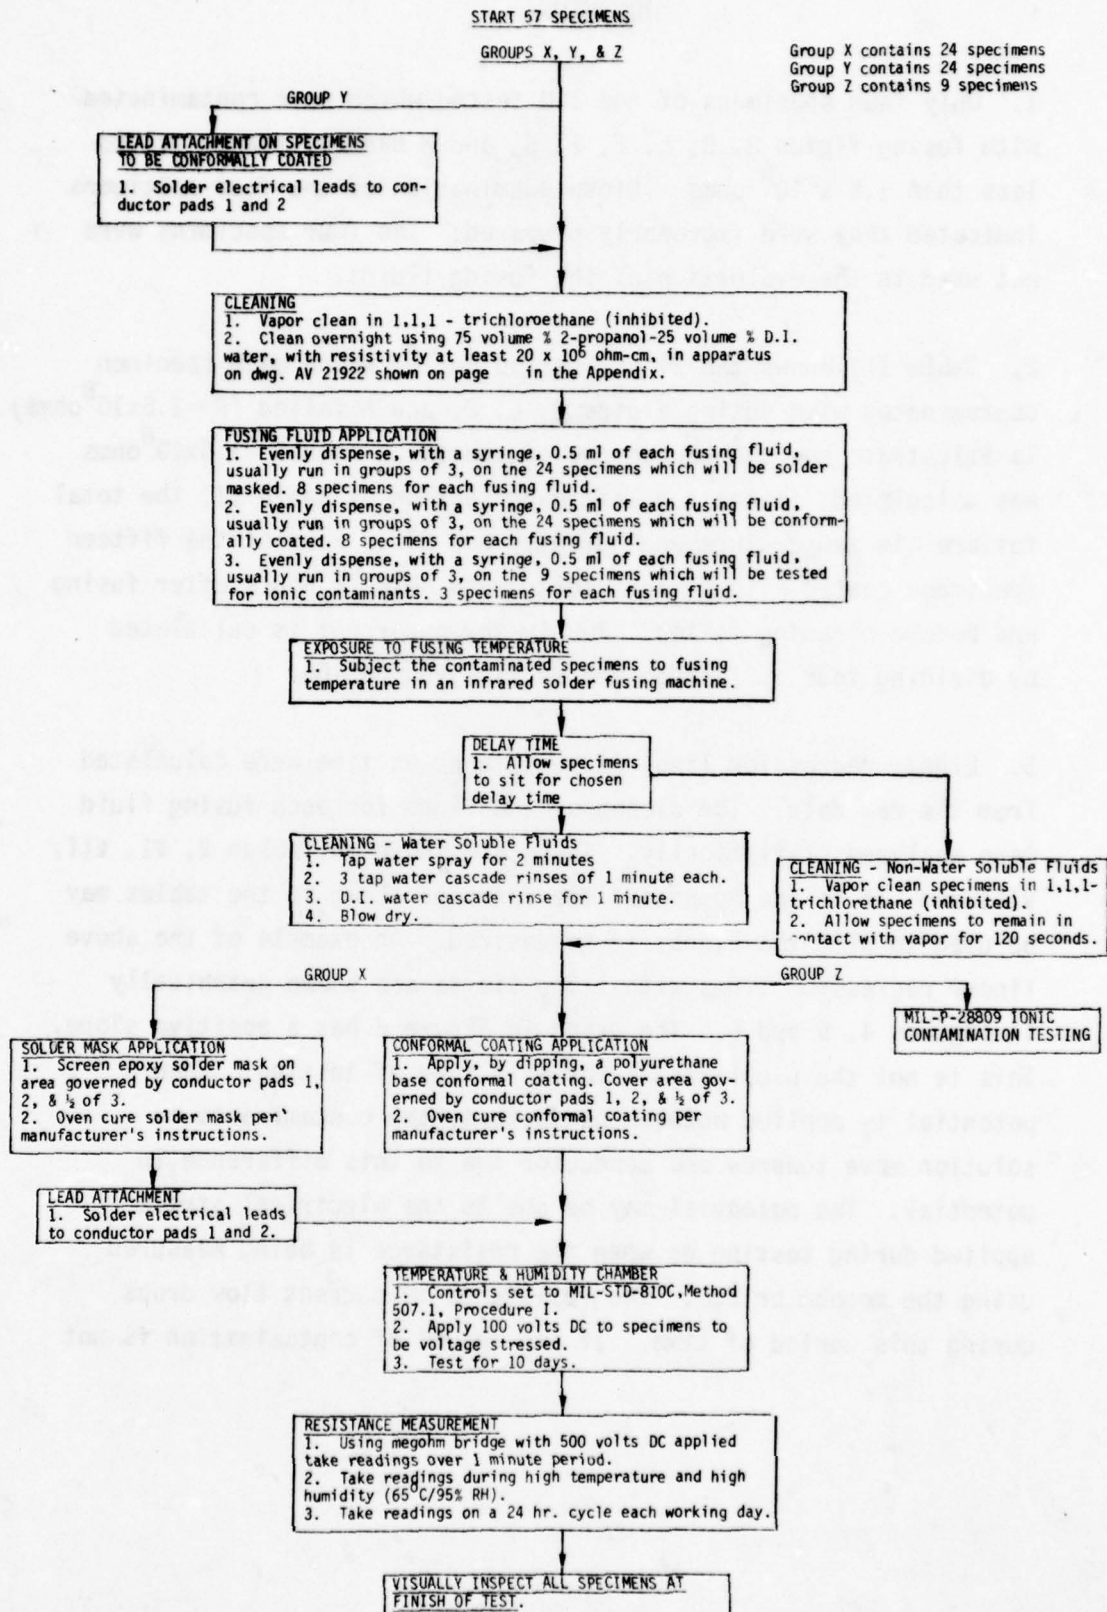 START 57 SPECIMENS
GROUPS X, Y, & Z
Group X contains 24 specimens
Group Y contains 24 specimens
Group Z contains 9 specimens
GROUP Y
LEAD ATTACHMENT ON SPECIMENS
TO BE CONFORMALLY COATED
1. Solder electrical leads to con-
ductor pads 1 and 2
CLEANING
1. Vapor clean in 1,1,1 - trichloroethane (inhibited).
2. Clean overnight using 75 volume % 2-propanol-25 volume % D.I.
water, with resistivity at least 20 x 10⁶ ohm-cm, in apparatus
on dwg. AV 21922 shown on page in the Appendix.
FUSING FLUID APPLICATION
1. Evenly dispense, with a syringe, 0.5 ml of each fusing fluid,
usually run in groups of 3, on tne 24 specimens which will be solder
masked. 8 specimens for each fusing fluid.
2. Evenly dispense, with a syringe, 0.5 ml of each fusing fluid,
usually run in groups of 3, on the 24 specimens which will be conform-
ally coated. 8 specimens for each fusing fluid.
3. Evenly dispense, with a syringe, 0.5 ml of each fusing fluid,
usually run in groups of 3, on tne 9 specimens which will be tested
for ionic contaminants. 3 specimens for each fusing fluid.
EXPOSURE TO FUSING TEMPERATURE
1. Subject the contaminated specimens to fusing
temperature in an infrared solder fusing machine.
DELAY TIME
1. Allow specimens
to sit for chosen
delay time
CLEANING - Water Soluble Fluids
1. Tap water spray for 2 minutes
2. 3 tap water cascade rinses of 1 minute each.
3. D.I. water cascade rinse for 1 minute.
4. Blow dry.
CLEANING - Non-Water Soluble Fluids
1. Vapor clean specimens in 1,1,1-
trichlorethane (inhibited).
2. Allow specimens to remain in
contact with vapor for 120 seconds.
GROUP X
GROUP Z
MIL-P-28809 IONIC
CONTAMINATION TESTING
SOLDER MASK APPLICATION
1. Screen epoxy solder mask on
area governed by conductor pads 1,
2, & ½ of 3.
2. Oven cure solder mask per
manufacturer's instructions.
CONFORMAL COATING APPLICATION
1. Apply, by dipping, a polyurethane
base conformal coating. Cover area gov-
erned by conductor pads 1, 2, & ½ of 3.
2. Oven cure conformal coating per
manufacturer's instructions.
LEAD ATTACHMENT
1. Solder electrical leads
to conductor pads 1 and 2.
TEMPERATURE & HUMIDITY CHAMBER
1. Controls set to MIL-STD-810C,Method
507.1, Procedure I.
2. Apply 100 volts DC to specimens to
be voltage stressed.
3. Test for 10 days.
RESISTANCE MEASUREMENT
1. Using megohm bridge with 500 volts DC applied
take readings over 1 minute period.
2. Take readings during high temperature and high
humidity (65°C/95% RH).
3. Take readings on a 24 hr. cycle each working day.
VISUALLY INSPECT ALL SPECIMENS AT
FINISH OF TEST.